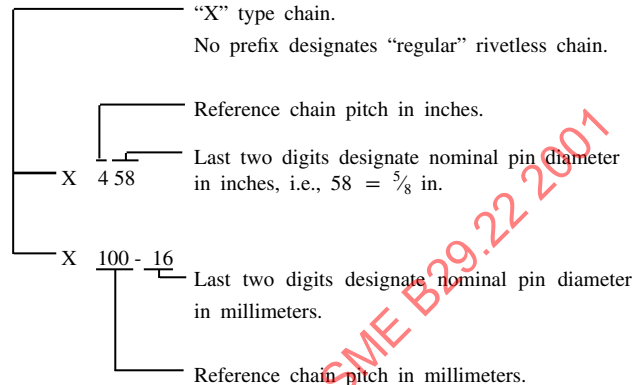 “X” type chain.
No prefix designates “regular” rivetless chain.
Reference chain pitch in inches.
Last two digits designate nominal pin diameter
in inches, i.e., 58 = 5⁄8 in.
X 4 58
X 100 - 16
Last two digits designate nominal pin diameter
in millimeters.
Reference chain pitch in millimeters.
SME B29.22 2001